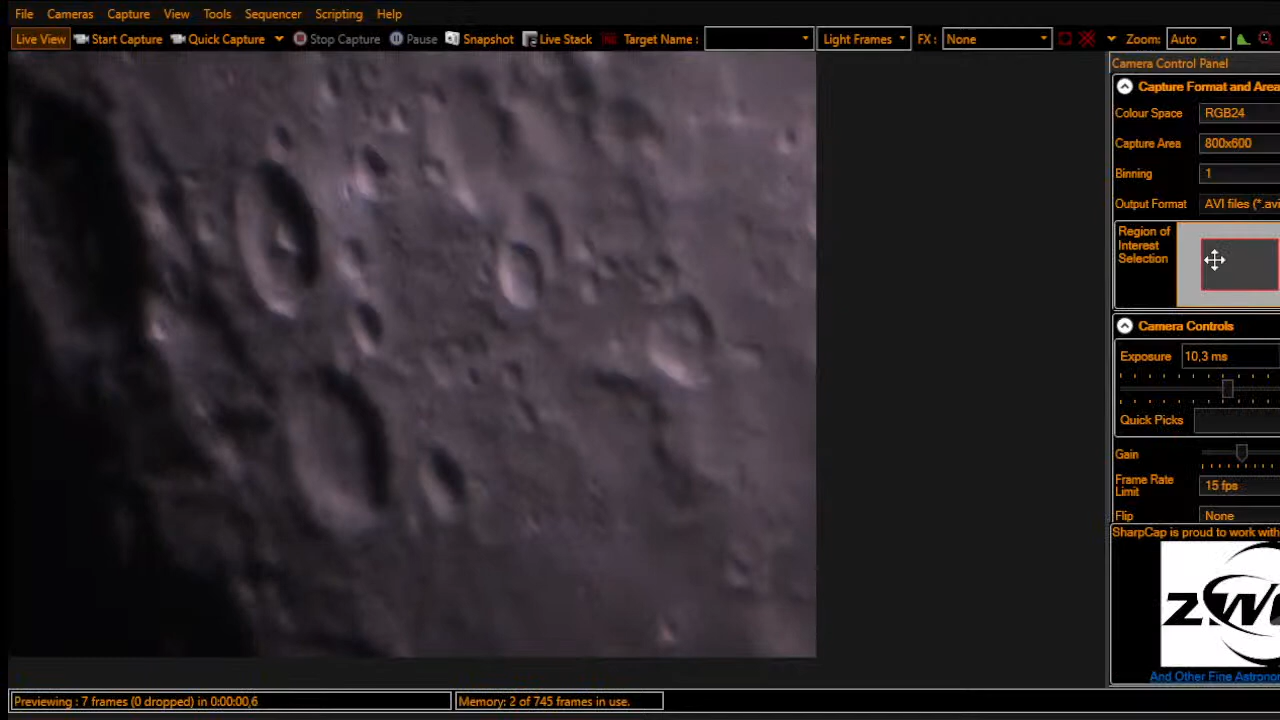 File Cameras Capture View Tools Sequencer Scripting Help
Live View Start Capture Quick Capture Stop Capture Pause Snapshot Live Stack Target Name : Light Frames FX : None Zoom: Auto
Camera Control Panel
Capture Format and Area
Colour Space RGB24
Capture Area 800x600
Binning 1
Output Format AVI files (*.avi
Region of
Interest
Selection
Camera Controls
Exposure 10,3 ms
Quick Picks
Gain
Frame Rate
Limit 15 fps
Flip None
SharpCap is proud to work with
ZW
And Other Fine Astrono
Previewing : 7 frames (0 dropped) in 0:00:00,6 Memory: 2 of 745 frames in use.